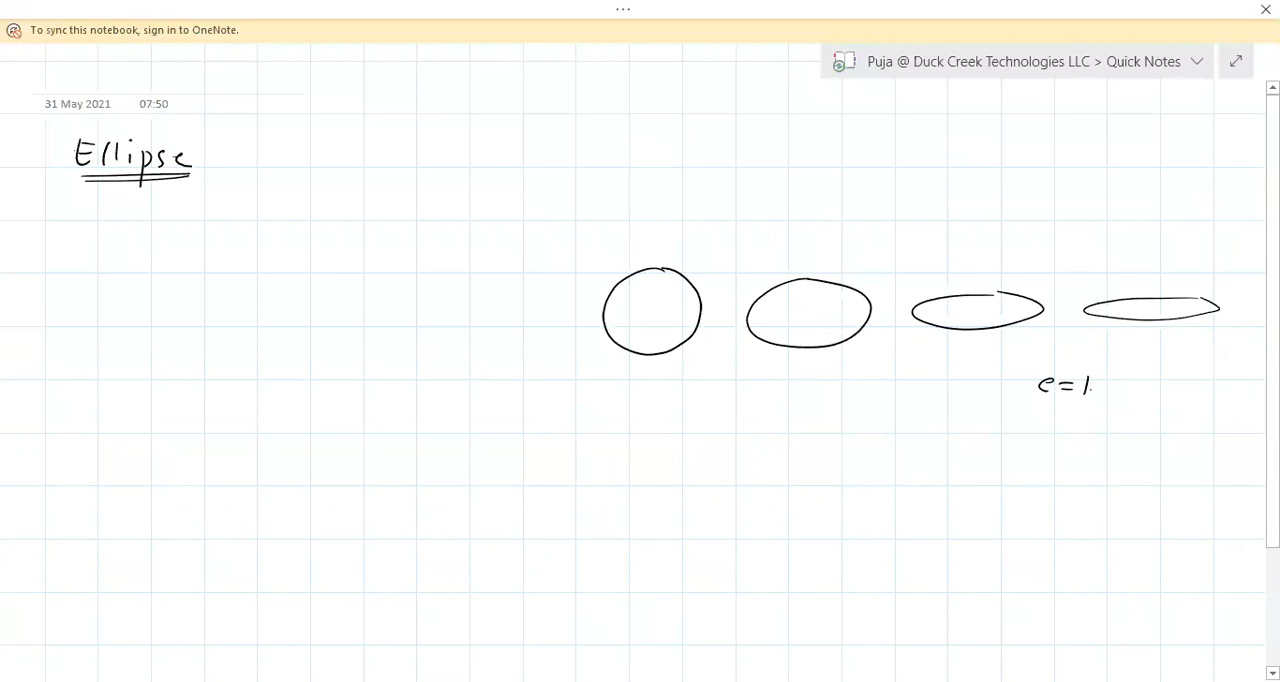 ...
To sync this notebook, sign in to OneNote.
Puja @ Duck Creek Technologies LLC > Quick Notes
31 May 2021 07:50
Ellipse
e=1